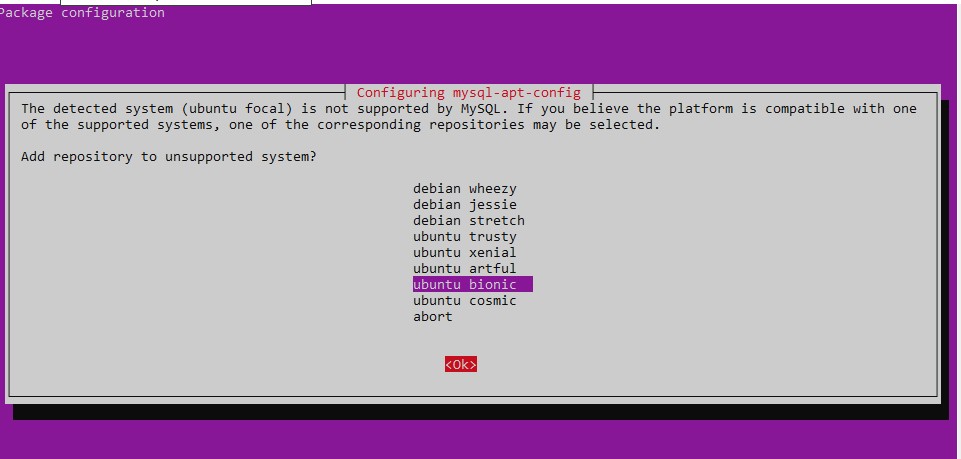 Package configuration
Configuring mysql-apt-config
The detected system (ubuntu focal) is not supported by MySQL. If you believe the platform is compatible with one
of the supported systems, one of the corresponding repositories may be selected.
Add repository to unsupported system?
debian wheezy
debian jessie
debian stretch
ubuntu trusty
ubuntu xenial
ubuntu artful
ubuntu bionic
ubuntu cosmic
abort
<Ok>